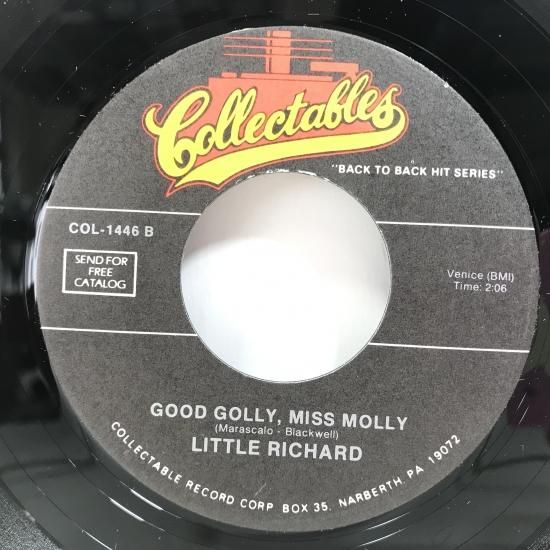 Collectables
"BACK TO BACK HIT SERIES"
COL-1446 B
SEND FOR
FREE
CATALOG
Venice (BMI)
Time: 2:06
GOOD GOLLY, MISS MOLLY
(Marascalo - Blackwell)
LITTLE RICHARD
COLLECTABLE RECORD CORP BOX 35. NARBERTH, PA 19072